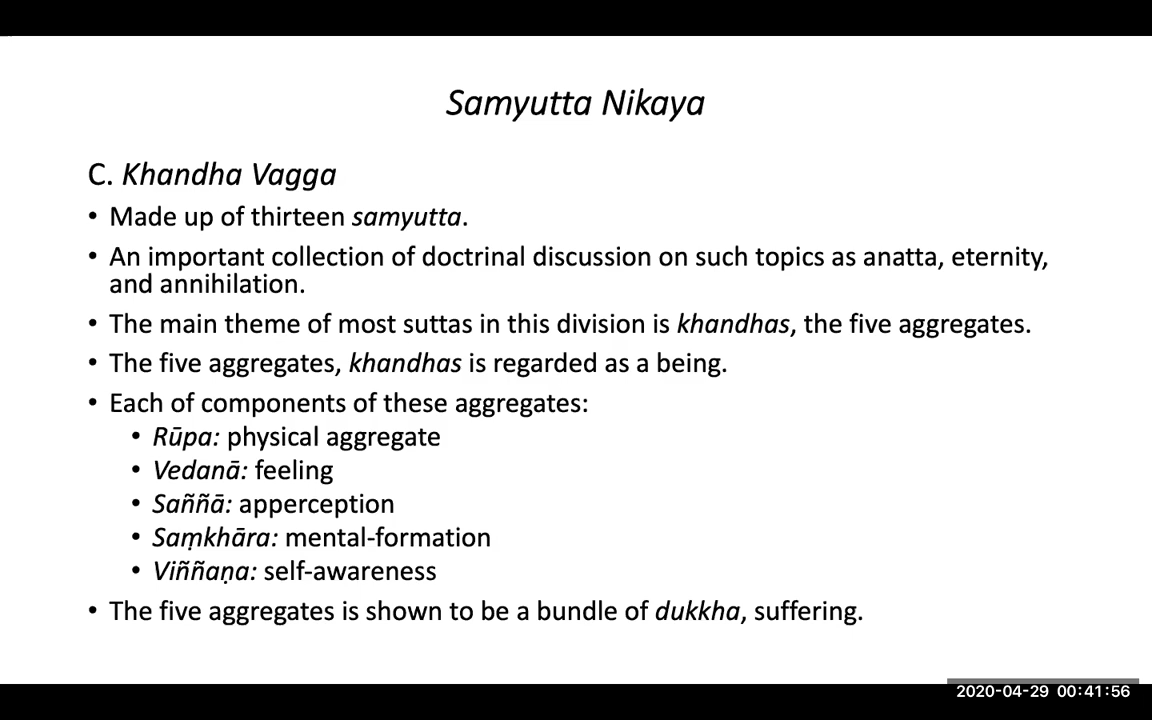 Samyutta Nikaya
C. Khandha Vagga
• Made up of thirteen samyutta.
• An important collection of doctrinal discussion on such topics as anatta, eternity,
and annihilation.
• The main theme of most suttas in this division is khandhas, the five aggregates.
• The five aggregates, khandhas is regarded as a being.
• Each of components of these aggregates:
• Rūpa: physical aggregate
• Vedanā: feeling
• Saññā: apperception
• Saṃkhāra: mental-formation
• Viññaṇa: self-awareness
• The five aggregates is shown to be a bundle of dukkha, suffering.
2020-04-29 00:41:56